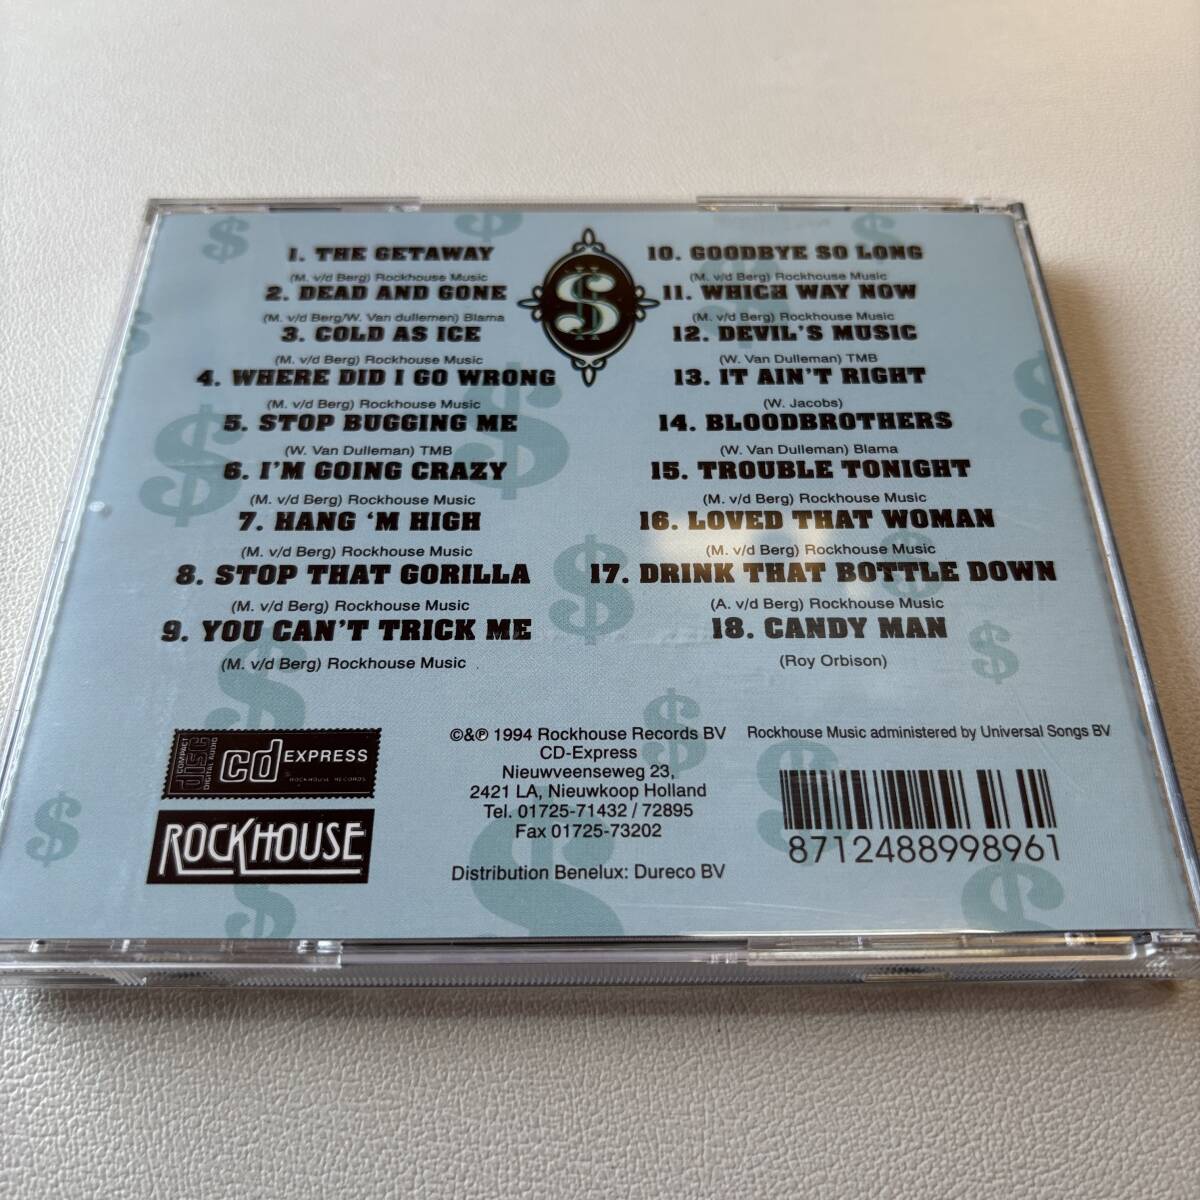 1. THE GETAWAY
(M. v/d Berg) Rockhouse Music
2. DEAD AND GONE
(M. v/d Berg/W. Van dullemen) Blama
3. COLD AS ICE
(M. v/d Berg) Rockhouse Music
4. WHERE DID I GO WRONG
(M. v/d Berg) Rockhouse Music
5. STOP BUGGING ME
(W. Van Dulleman) TMB
6. I'M GOING CRAZY
(M. v/d Berg) Rockhouse Music
7. HANG 'M HIGH
(M. v/d Berg) Rockhouse Music
8. STOP THAT GORILLA
(M. v/d Berg) Rockhouse Music
9. YOU CAN'T TRICK ME
(M. v/d Berg) Rockhouse Music
10. GOODBYE SO LONG
(M. v/d Berg) Rockhouse Music
11. WHICH WAY NOW
(M. v/d Berg) Rockhouse Music
12. DEVIL'S MUSIC
(W. Van Dulleman) TMB
13. IT AIN'T RIGHT
(W. Jacobs)
14. BLOODBROTHERS
(W. Van Dulleman) Blama
15. TROUBLE TONIGHT
(M. v/d Berg) Rockhouse Music
16. LOVED THAT WOMAN
(M. v/d Berg) Rockhouse Music
17. DRINK THAT BOTTLE DOWN
(A. v/d Berg) Rockhouse Music
18. CANDY MAN
(Roy Orbison)
COMPACT
disc
DIGITAL AUDIO
cd EXPRESS
ROCKHOUSE RECORDS
ROCKHOUSE
©&℗ 1994 Rockhouse Records BV
CD-Express
Nieuwveenseweg 23,
2421 LA, Nieuwkoop Holland
Tel. 01725-71432 / 72895
Fax 01725-73202
Distribution Benelux: Dureco BV
Rockhouse Music administered by Universal Songs BV
8712488998961